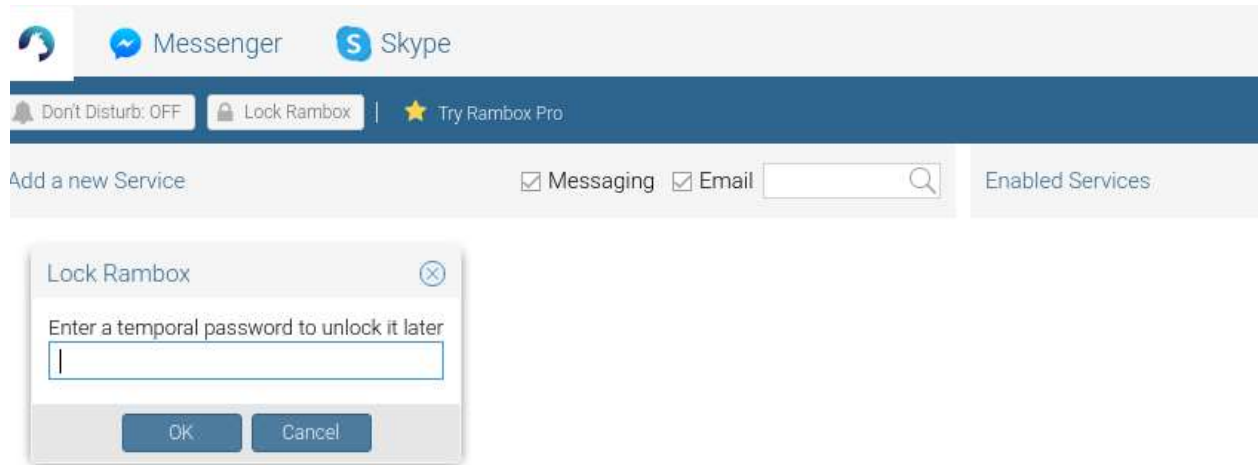 Messenger Skype
Don't Disturb: OFF Lock Rambox Try Rambox Pro
Add a new Service Messaging Email Enabled Services
Lock Rambox
Enter a temporal password to unlock it later
OK Cancel